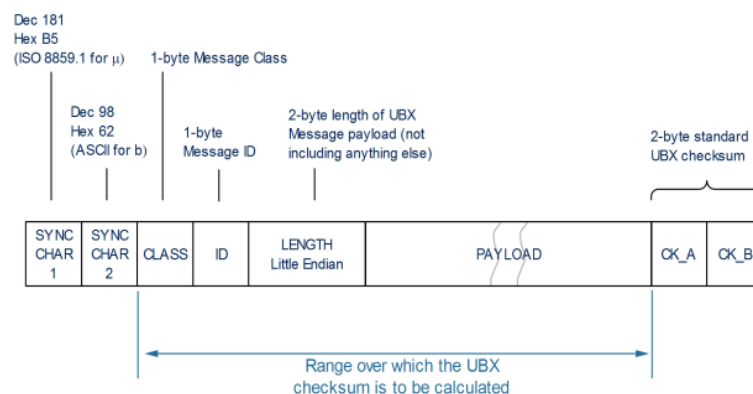 Dec 181
Hex B5
(ISO 8859.1 for μ)
1-byte Message Class
Dec 98
Hex 62
(ASCII for b)
1-byte
Message ID
2-byte length of UBX
Message payload (not
including anything else)
2-byte standard
UBX checksum
SYNC
CHAR
1
SYNC
CHAR
2
CLASS
ID
LENGTH
Little Endian
PAYLOAD
CK_A
CK_B
Range over which the UBX
checksum is to be calculated